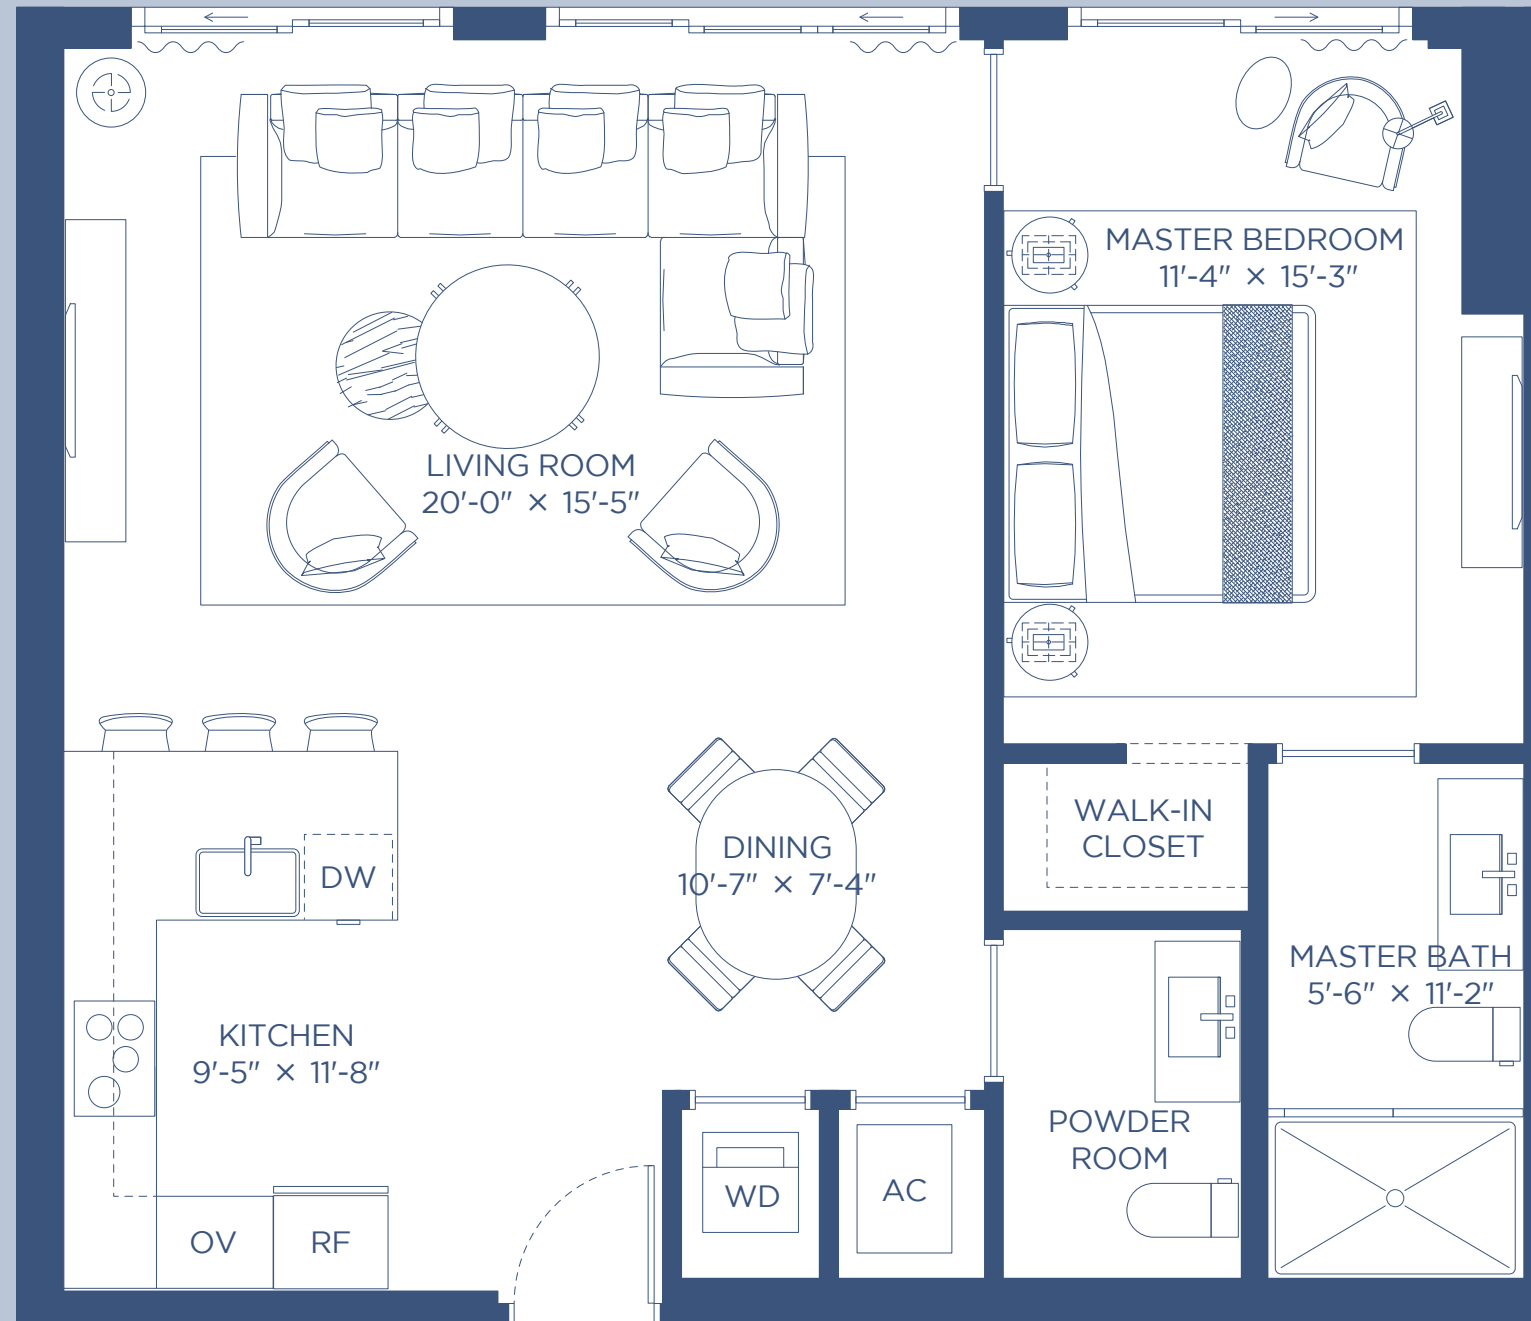 MASTER BEDROOM
11'-4" × 15'-3"
LIVING ROOM
20'-0" × 15'-5"
WALK-IN
CLOSET
DINING
10'-7" × 7'-4"
DW
MASTER BATH
5'-6" × 11'-2"
KITCHEN
9'-5" × 11'-8"
POWDER
ROOM
WD
AC
OV
RF